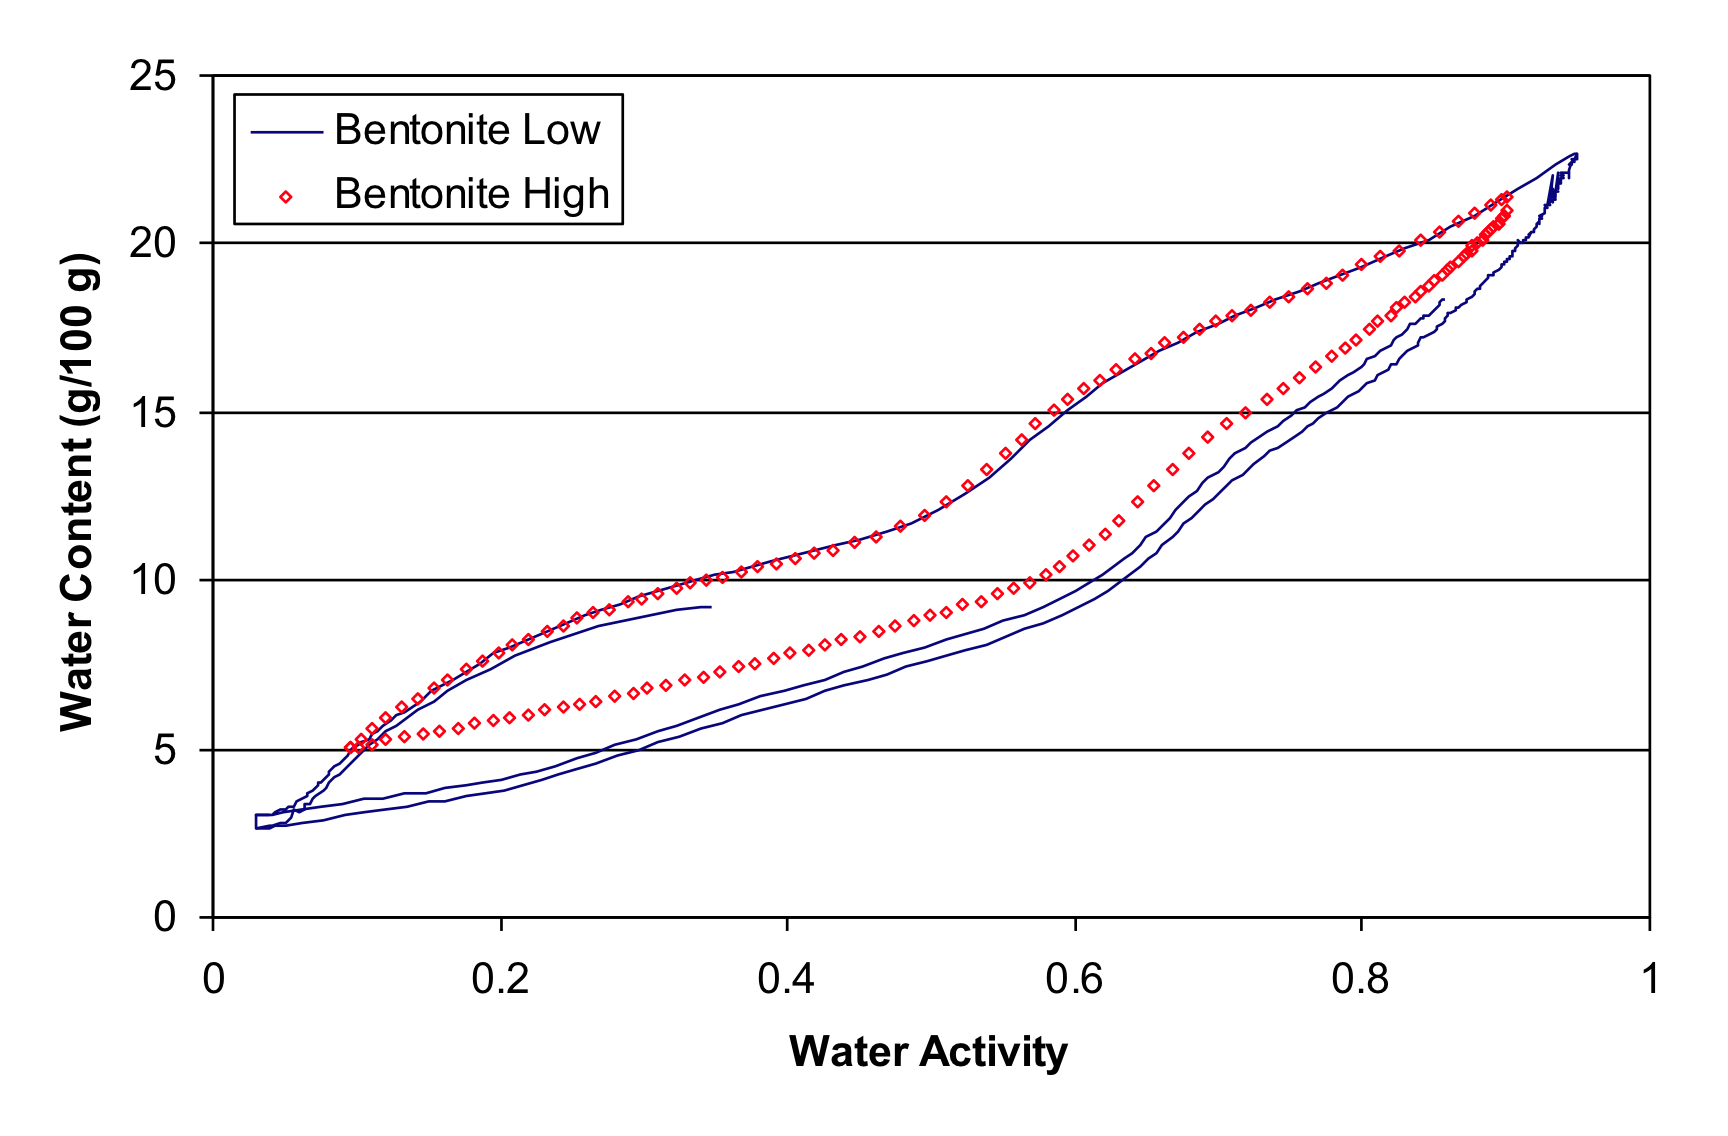 25
20
15
10
5
0
Water Content (g/100 g)
Bentonite Low
Bentonite High
0 0.2 0.4 0.6 0.8 1
Water Activity